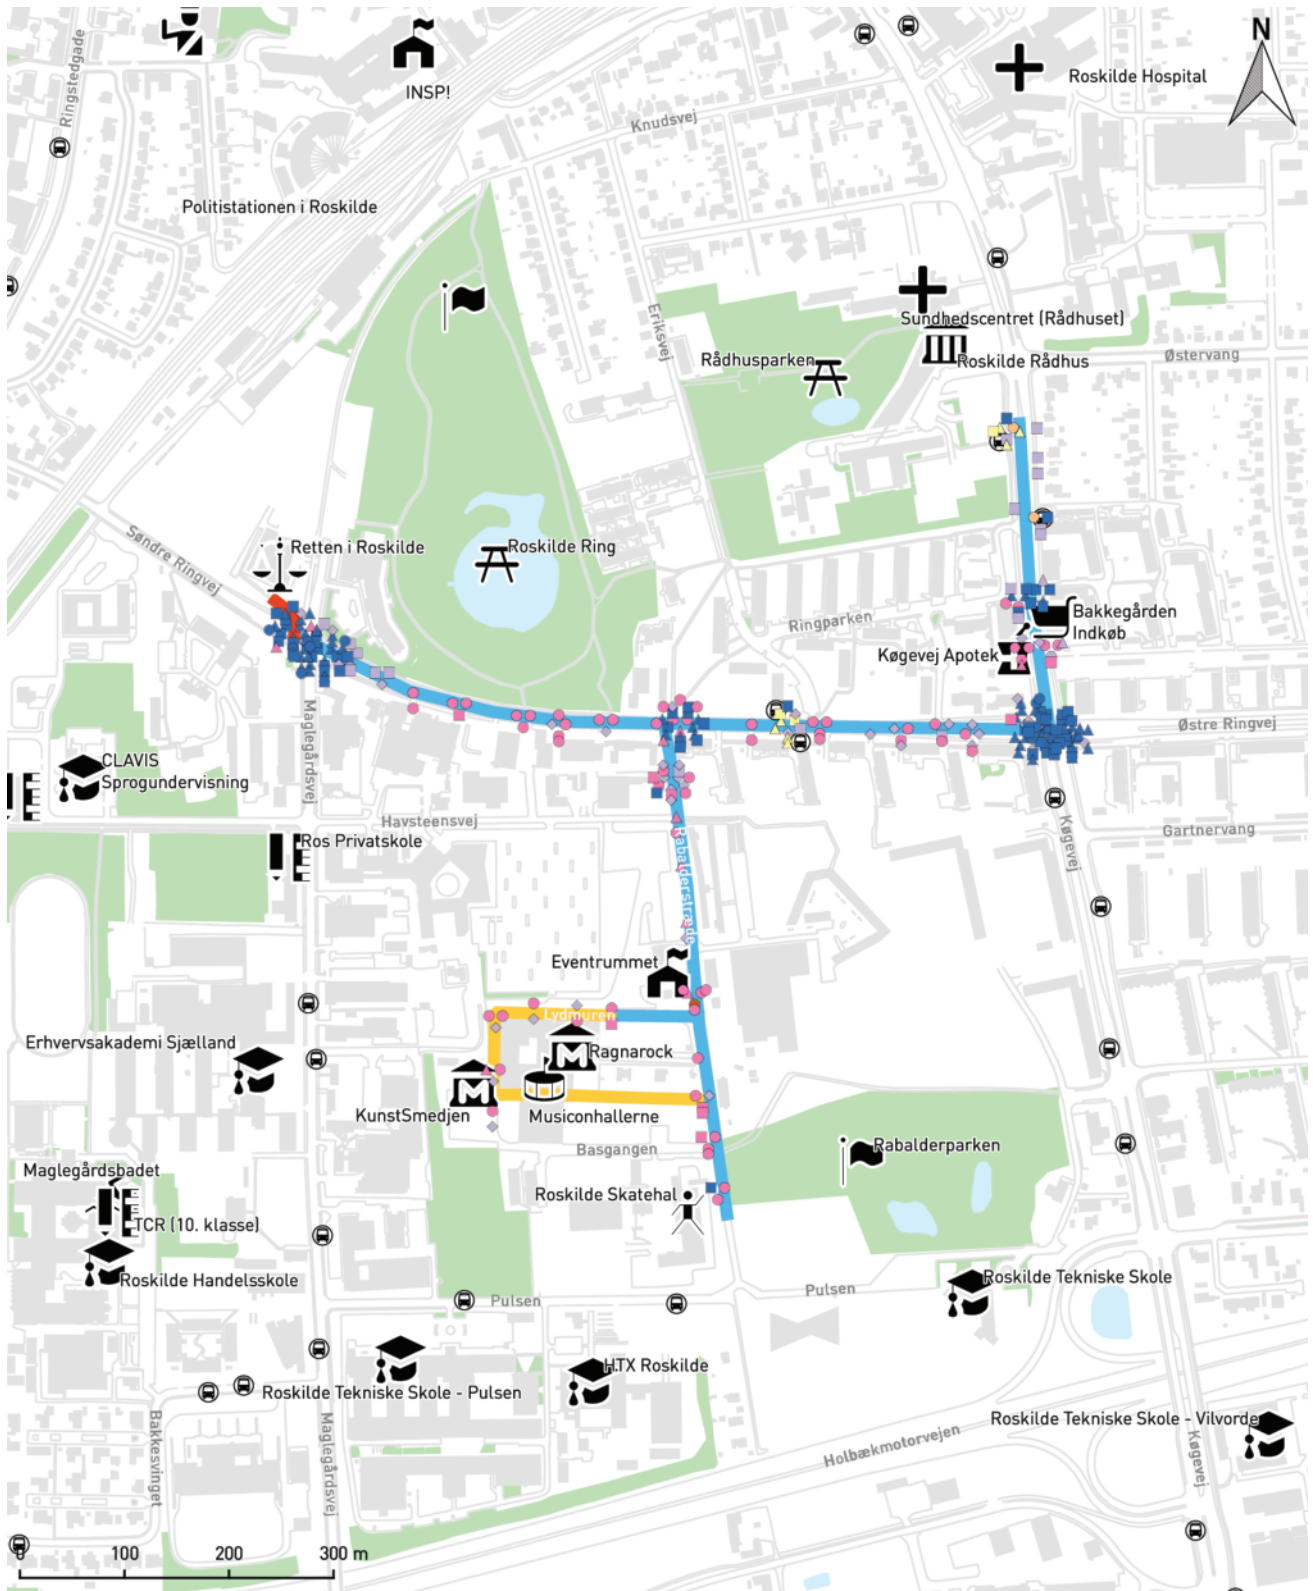 N
Ringstedgade
INSP!
Roskilde Hospital
Knudsvej
Politistationen i Roskilde
Eriksvej
Sundhedscentret (Rådhuset)
Roskilde Rådhus
Rådhusparken
Østervang
Søndre Ringvej
Retten i Roskilde
Roskilde Ring
Ringparken
Bakkegården
Indkøb
Køgevej Apotek
Østre Ringvej
Maglegårdsvej
CLAVIS
Sprogundervisning
Havsteensvej
Køgevej
Gartnervang
Ros Privatskole
Rabalderstræde
Eventrummet
Lydmuren
Erhvervsakademi Sjælland
Ragnarock
KunstSmedjen
Musiconhallerne
Basgangen
Rabalderparken
Maglegårdsbadet
Roskilde Skatehal
TCR (10. klasse)
Roskilde Handelsskole
Pulsen
Pulsen
Roskilde Tekniske Skole
HTX Roskilde
Roskilde Tekniske Skole - Pulsen
Bakkesvinget
Maglegårdsvej
Roskilde Tekniske Skole - Vilvorde
Holbækmotorvejen
Køgevej
0 100 200 300 m